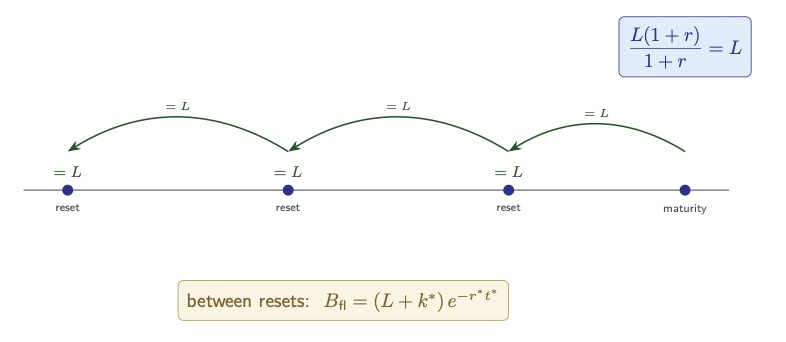 L(1 + r)
1 + r
= L
= L
= L
= L
= L
= L
= L
reset
reset
reset
maturity
between resets: B_fl = (L + k*) e^{-r* t*}